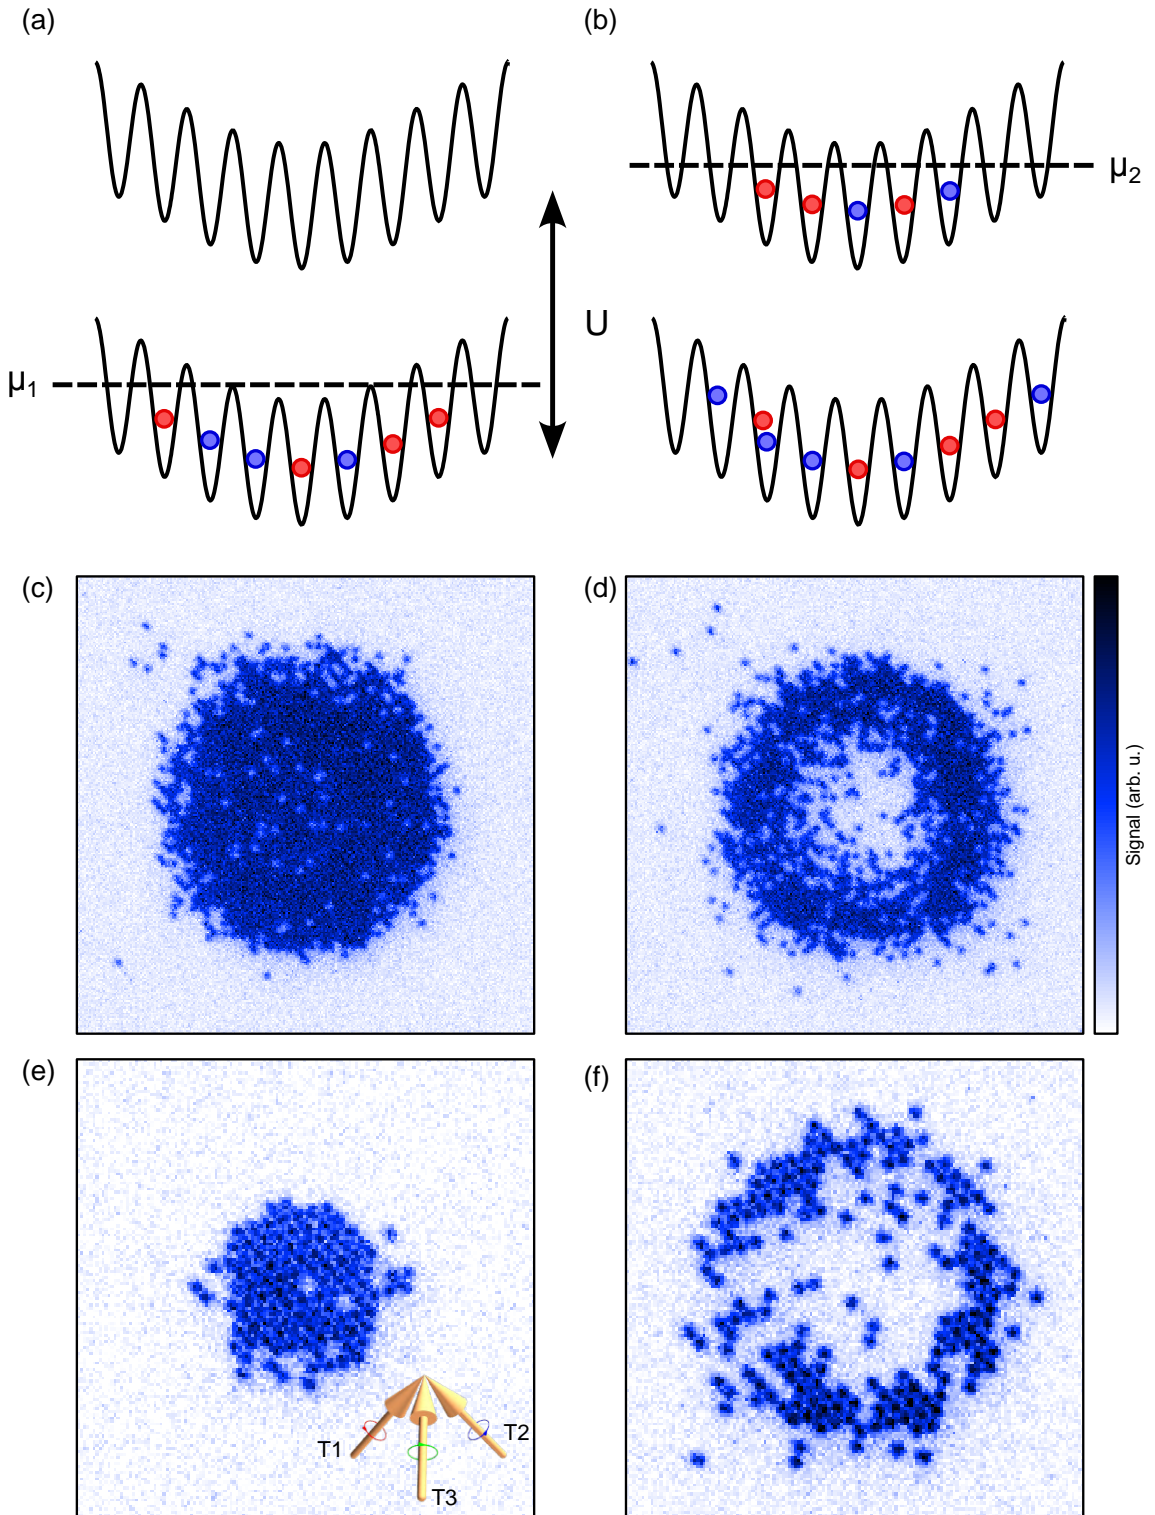 (a)
(b)
μ₂
U
μ₁
(c)
(d)
Signal (arb. u.)
(e)
(f)
T1
T2
T3